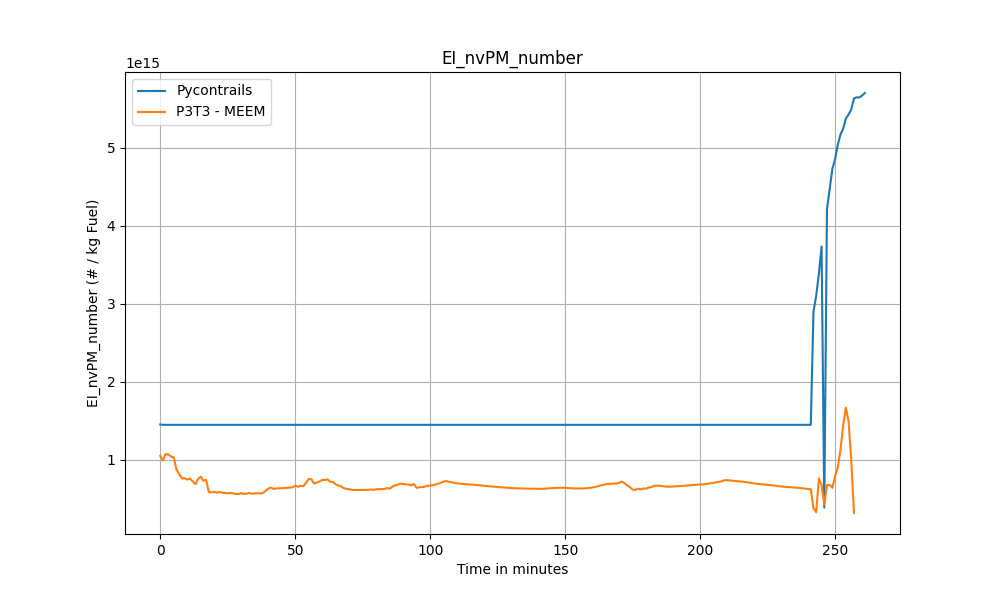 EI_nvPM_number
1e15
Pycontrails
P3T3 - MEEM
5
4
3
2
1
EI_nvPM_number (# / kg Fuel)
0 50 100 150 200 250
Time in minutes